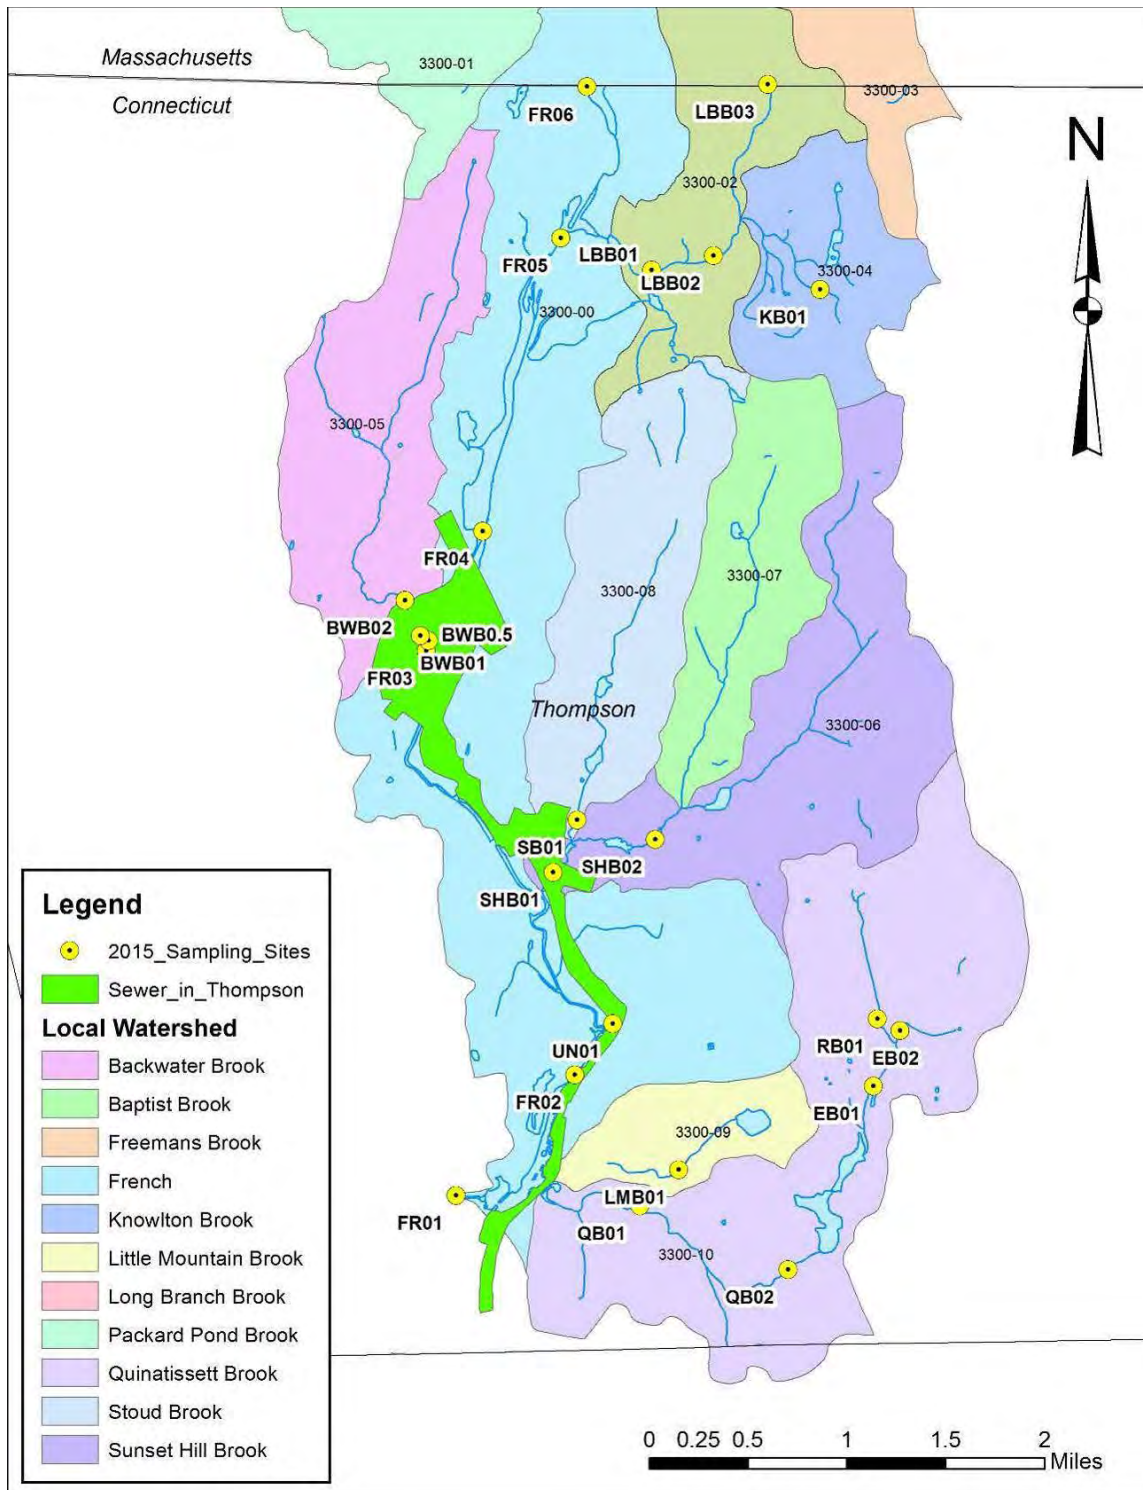 Massachusetts
3300-01
3300-03
Connecticut
FR06
LBB03
N
3300-02
LBB01
FR05
LBB02
3300-04
3300-00
KB01
3300-05
FR04
3300-07
3300-08
BWB02
BWB0.5
BWB01
FR03
Thompson
3300-06
SB01
SHB02
SHB01
UN01
RB01
EB02
FR02
EB01
3300-09
LMB01
FR01
QB01
3300-10
QB02
Legend
2015_Sampling_Sites
Sewer_in_Thompson
Local Watershed
Backwater Brook
Baptist Brook
Freemans Brook
French
Knowlton Brook
Little Mountain Brook
Long Branch Brook
Packard Pond Brook
Quinatissett Brook
Stoud Brook
Sunset Hill Brook
0 0.25 0.5 1 1.5 2
Miles